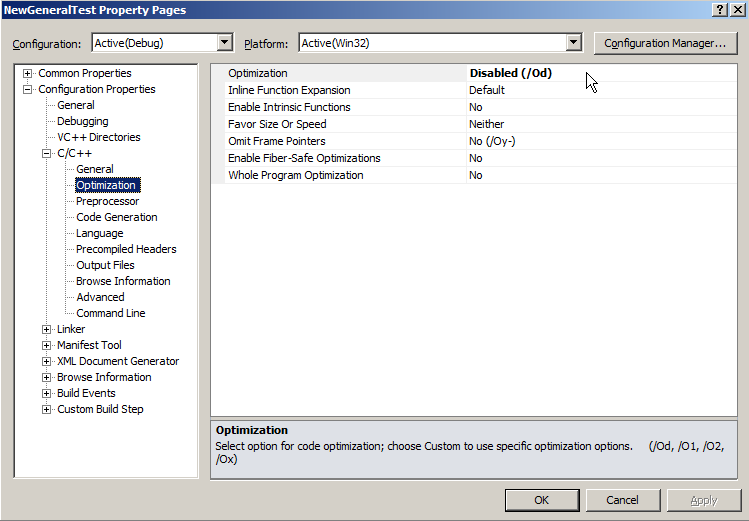 NewGeneralTest Property Pages
Configuration: Active(Debug) Platform: Active(Win32) Configuration Manager...
Common Properties
Configuration Properties
General
Debugging
VC++ Directories
C/C++
General
Optimization
Preprocessor
Code Generation
Language
Precompiled Headers
Output Files
Browse Information
Advanced
Command Line
Linker
Manifest Tool
XML Document Generator
Browse Information
Build Events
Custom Build Step
Optimization Disabled (/Od)
Inline Function Expansion Default
Enable Intrinsic Functions No
Favor Size Or Speed Neither
Omit Frame Pointers No (/Oy-)
Enable Fiber-Safe Optimizations No
Whole Program Optimization No
Optimization
Select option for code optimization; choose Custom to use specific optimization options. (/Od, /O1, /O2,
/Ox)
OK Cancel Apply